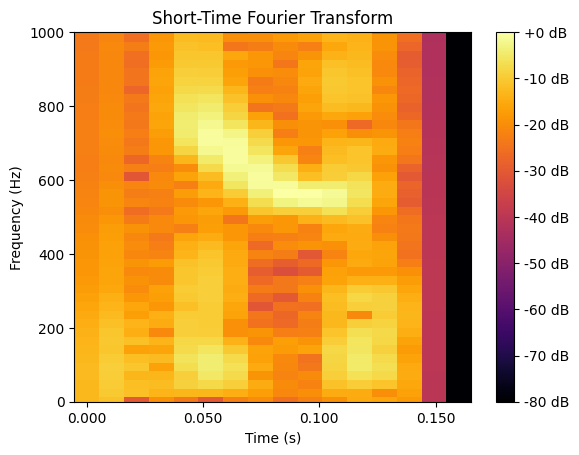 Short-Time Fourier Transform
1000
800
600
400
200
0
Frequency (Hz)
0.000
0.050
0.100
0.150
Time (s)
+0 dB
-10 dB
-20 dB
-30 dB
-40 dB
-50 dB
-60 dB
-70 dB
-80 dB